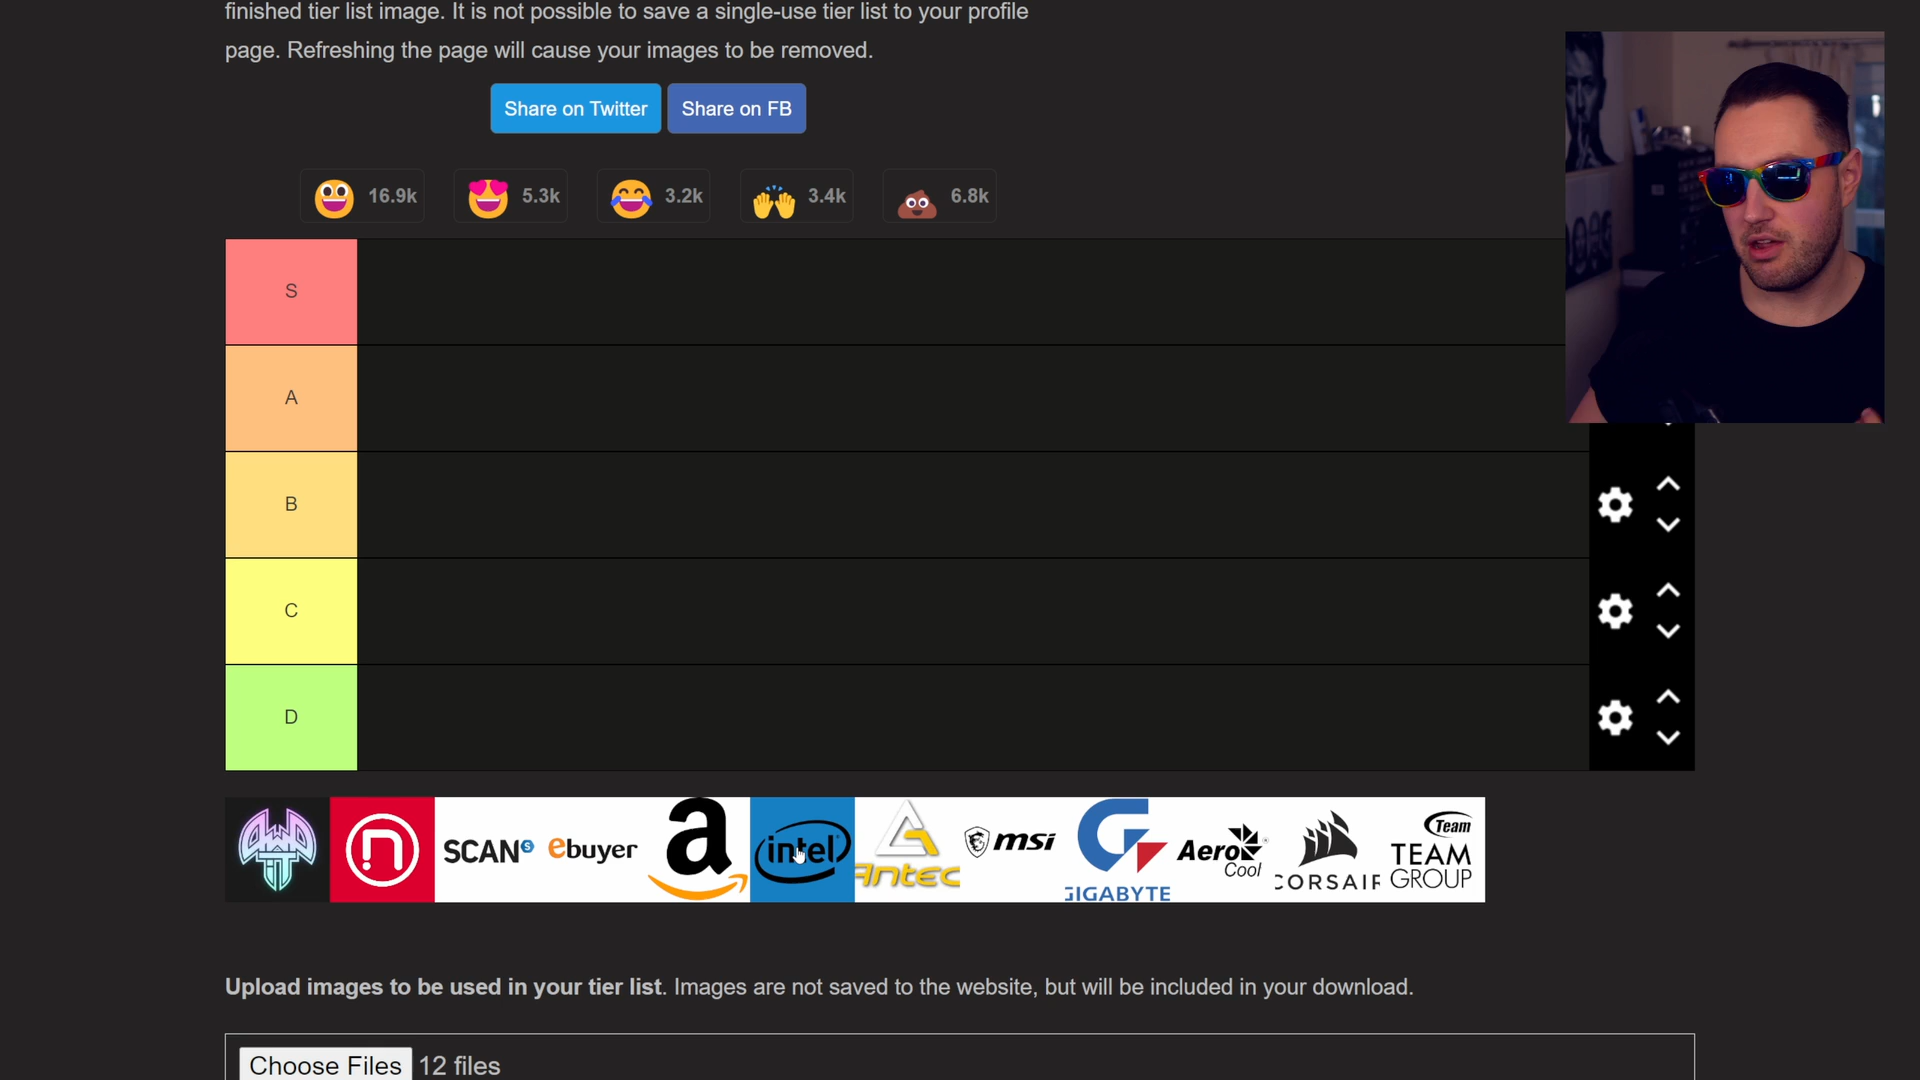 finished tier list image. It is not possible to save a single-use tier list to your profile
page. Refreshing the page will cause your images to be removed.
Share on Twitter Share on FB
16.9k 5.3k 3.2k 3.4k 6.8k
S
A
B
C
D
SCAN S ebuyer a intel Antec msi GIGABYTE AeroCool CORSAIR Team TEAM GROUP
Upload images to be used in your tier list. Images are not saved to the website, but will be included in your download.
Choose Files 12 files